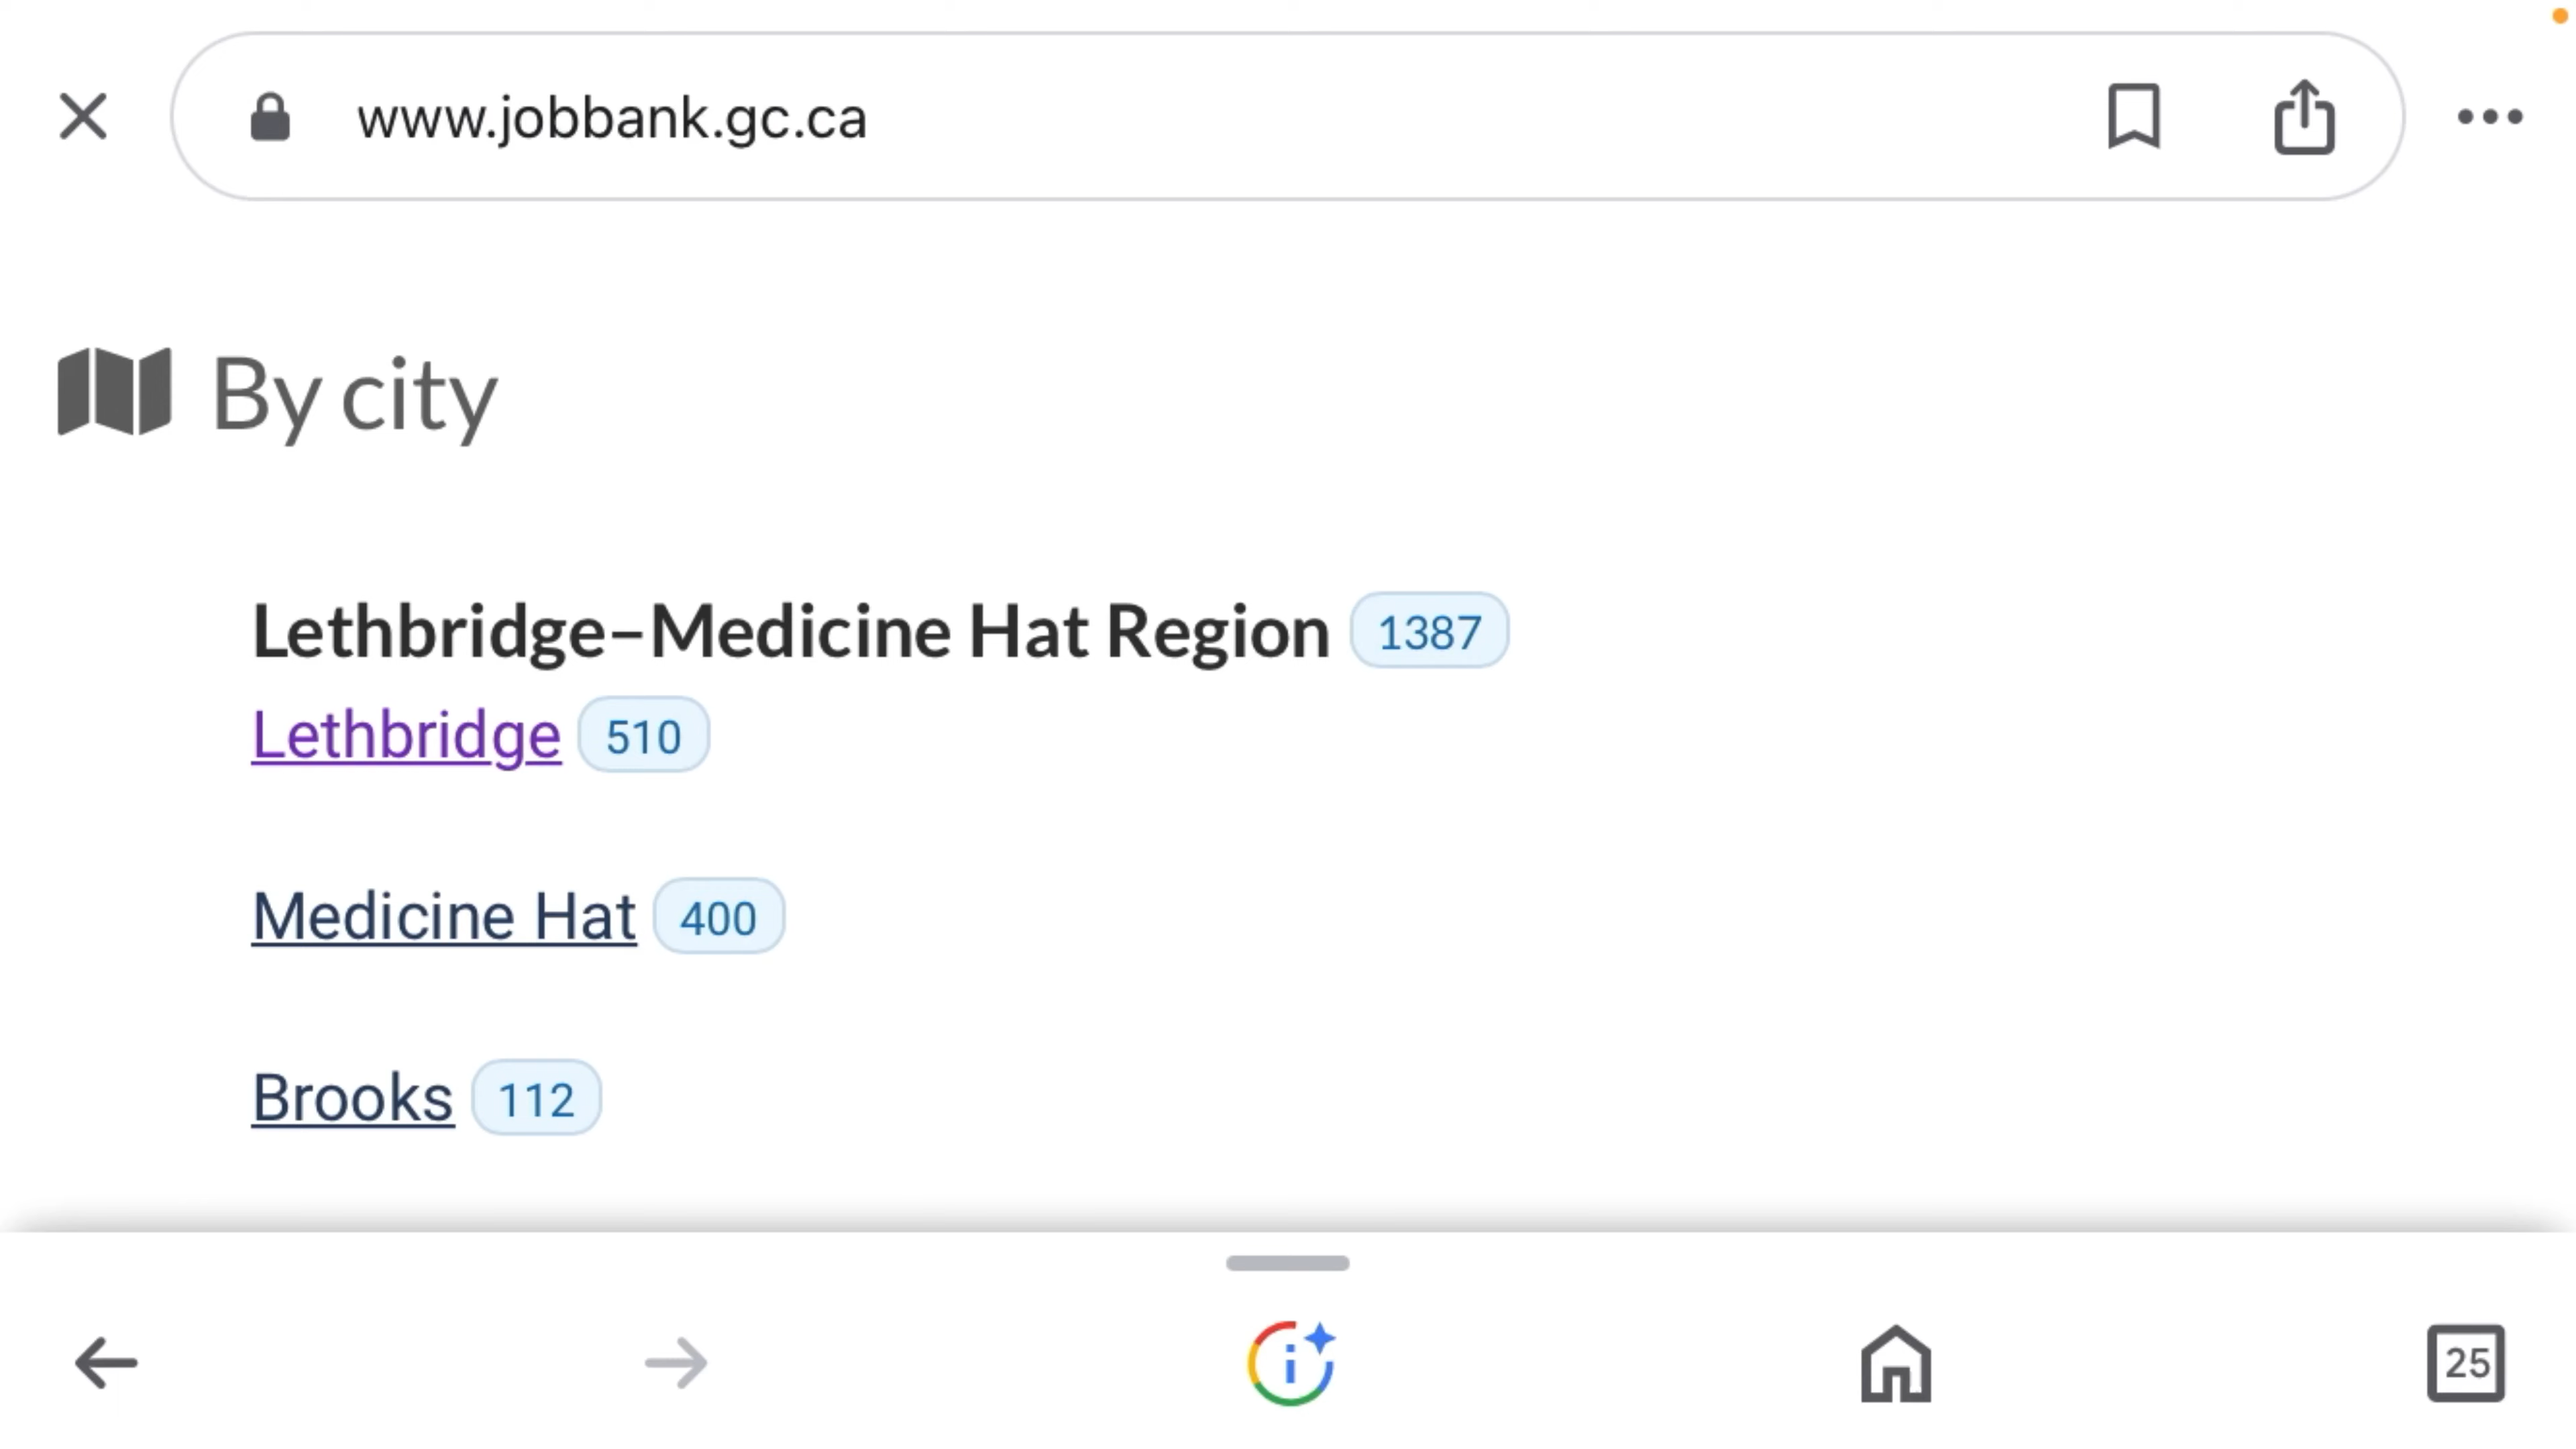 www.jobbank.gc.ca
By city
Lethbridge–Medicine Hat Region 1387
Lethbridge 510
Medicine Hat 400
Brooks 112
25